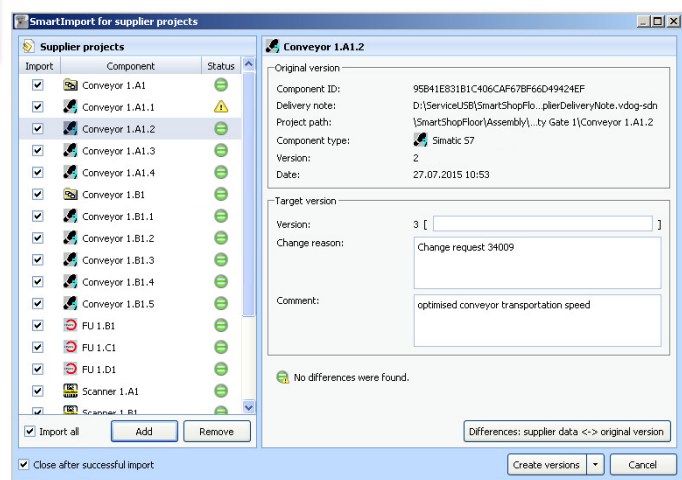 SmartImport for supplier projects
Supplier projects
Import Component Status
Conveyor 1.A1
Conveyor 1.A1.1
Conveyor 1.A1.2
Conveyor 1.A1.3
Conveyor 1.A1.4
Conveyor 1.B1
Conveyor 1.B1.1
Conveyor 1.B1.2
Conveyor 1.B1.3
Conveyor 1.B1.4
Conveyor 1.B1.5
FU 1.B1
FU 1.C1
FU 1.D1
Scanner 1.A1
Scanner 1.B1
Import all Add Remove
Close after successful import
Conveyor 1.A1.2
Original version
Component ID: 95B41E831B1C406CAF67BF66D49424EF
Delivery note: D:\ServiceUSB\SmartShopFlo...plierDeliveryNote.vdog-sdn
Project path: \SmartShopFloor\Assembly\...ty Gate 1\Conveyor 1.A1.2
Component type: Simatic S7
Version: 2
Date: 27.07.2015 10:53
Target version
Version: 3 [ ]
Change reason: Change request 34009
Comment: optimised conveyor transportation speed
No differences were found.
Differences: supplier data <-> original version
Create versions Cancel